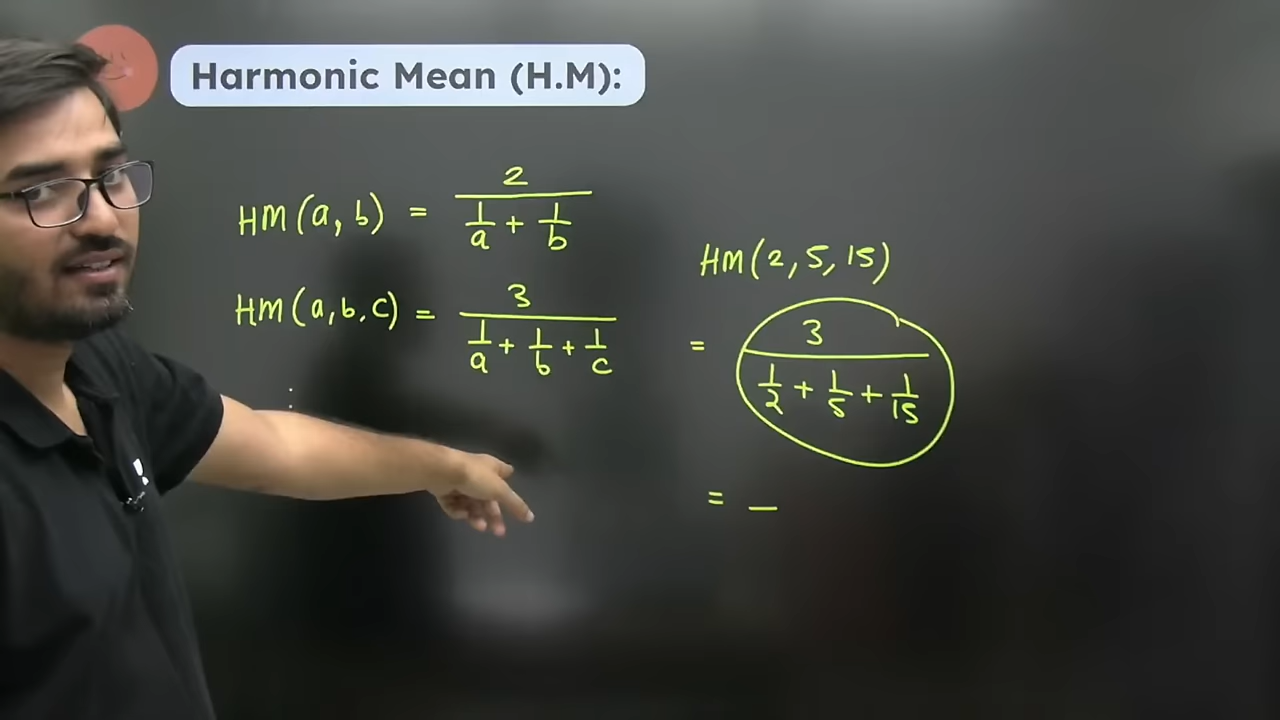 Harmonic Mean (H.M):
HM(a, b) = 2 / (1/a + 1/b)
HM(a, b, c) = 3 / (1/a + 1/b + 1/c)
⋮
HM(2, 5, 15)
= 3 / (1/2 + 1/5 + 1/15)
= _